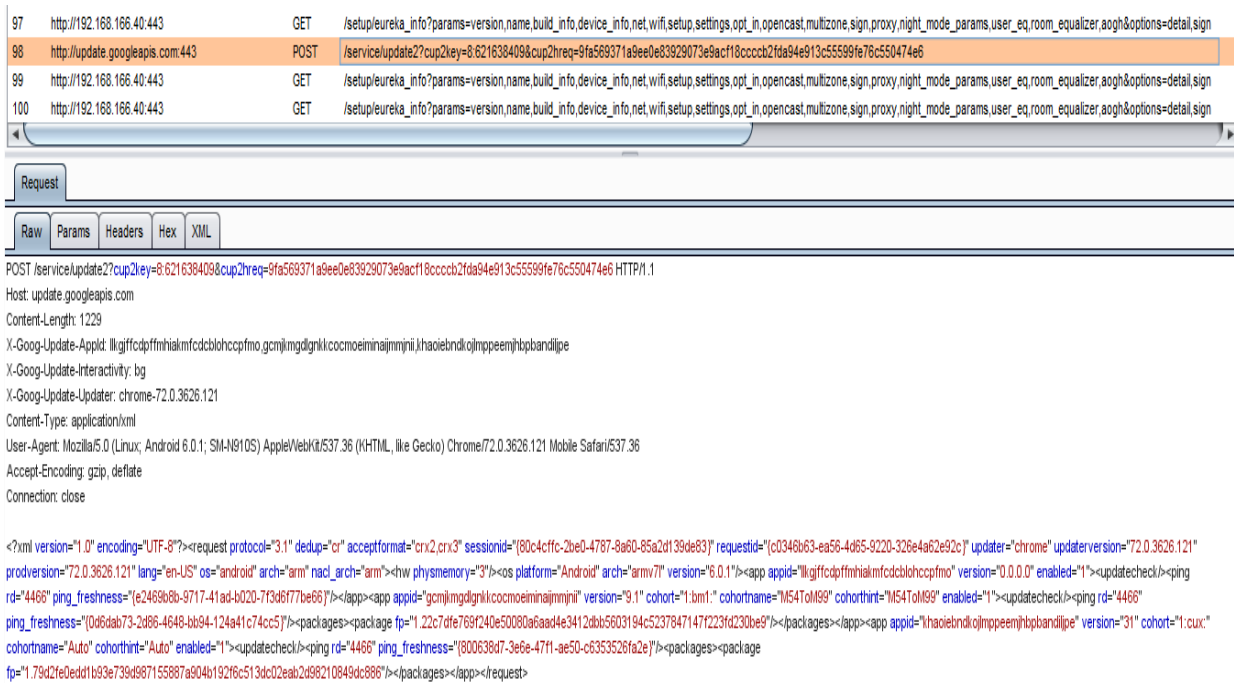 97 http://192.168.166.40:443 GET /setup/eureka_info?params=version,name,build_info,device_info,net,wifi,setup,settings,opt_in,opencast,multizone,sign,proxy,night_mode_params,user_eq,room_equalizer,aogh&options=detail,sign
98 http://update.googleapis.com:443 POST /service/update2?cup2key=8:621638409&cup2hreq=9fa569371a9ee0e83929073e9acf18ccccb2fda94e913c55599fe76c550474e6
99 http://192.168.166.40:443 GET /setup/eureka_info?params=version,name,build_info,device_info,net,wifi,setup,settings,opt_in,opencast,multizone,sign,proxy,night_mode_params,user_eq,room_equalizer,aogh&options=detail,sign
100 http://192.168.166.40:443 GET /setup/eureka_info?params=version,name,build_info,device_info,net,wifi,setup,settings,opt_in,opencast,multizone,sign,proxy,night_mode_params,user_eq,room_equalizer,aogh&options=detail,sign
Request
Raw Params Headers Hex XML
POST /service/update2?cup2key=8:621638409&cup2hreq=9fa569371a9ee0e83929073e9acf18ccccb2fda94e913c55599fe76c550474e6 HTTP/1.1
Host: update.googleapis.com
Content-Length: 1229
X-Goog-Update-AppId: llkgjffcdpffmhiakmfcdcblohccpfmo,gcmjkmgdlgnkkcocmoeiminaijmmjnii,khaoiebndkojlmppeemjhbpbandiljpe
X-Goog-Update-Interactivity: bg
X-Goog-Update-Updater: chrome-72.0.3626.121
Content-Type: application/xml
User-Agent: Mozilla/5.0 (Linux; Android 6.0.1; SM-N910S) AppleWebKit/537.36 (KHTML, like Gecko) Chrome/72.0.3626.121 Mobile Safari/537.36
Accept-Encoding: gzip, deflate
Connection: close
<?xml version="1.0" encoding="UTF-8"?><request protocol="3.1" dedup="cr" acceptformat="crx2,crx3" sessionid="{80c4cffc-2be0-4787-8a60-85a2d139de83}" requestid="{c0346b63-ea56-4d65-9220-326e4a62e92c}" updater="chrome" updaterversion="72.0.3626.121"
prodversion="72.0.3626.121" lang="en-US" os="android" arch="arm" nacl_arch="arm"><hw physmemory="3"/><os platform="Android" arch="armv7l" version="6.0.1"/><app appid="llkgjffcdpffmhiakmfcdcblohccpfmo" version="0.0.0.0" enabled="1"><updatecheck/><ping
rd="4466" ping_freshness="{e2469b8b-9717-41ad-b020-7f3d6f77be66}"/></app><app appid="gcmjkmgdlgnkkcocmoeiminaijmmjnii" version="9.1" cohort="1:bm1:" cohortname="M54ToM99" cohorthint="M54ToM99" enabled="1"><updatecheck/><ping rd="4466"
ping_freshness="{0d6dab73-2d86-4648-bb94-124a41c74cc5}"/><packages><package fp="1.22c7dfe769f240e50080a6aad4e3412dbb5603194c5237847147f223fd230be9"/></packages></app><app appid="khaoiebndkojlmppeemjhbpbandiljpe" version="31" cohort="1:cux:"
cohortname="Auto" cohorthint="Auto" enabled="1"><updatecheck/><ping rd="4466" ping_freshness="{800638d7-3e6e-47f1-ae50-c6353526fa2e}"/><packages><package
fp="1.79d2fe0edd1b93e739d987155887a904b192f6c513dc02eab2d98210849dc886"/></packages></app></request>